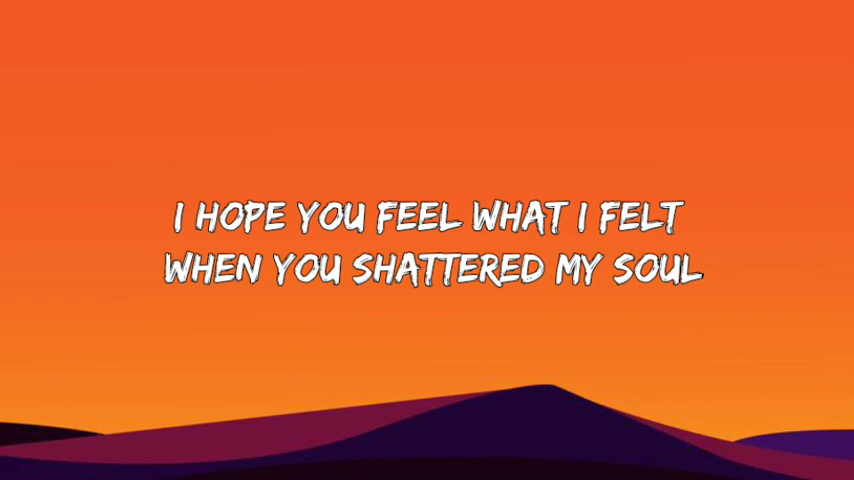 I HOPE YOU FEEL WHAT I FELT
WHEN YOU SHATTERED MY SOUL